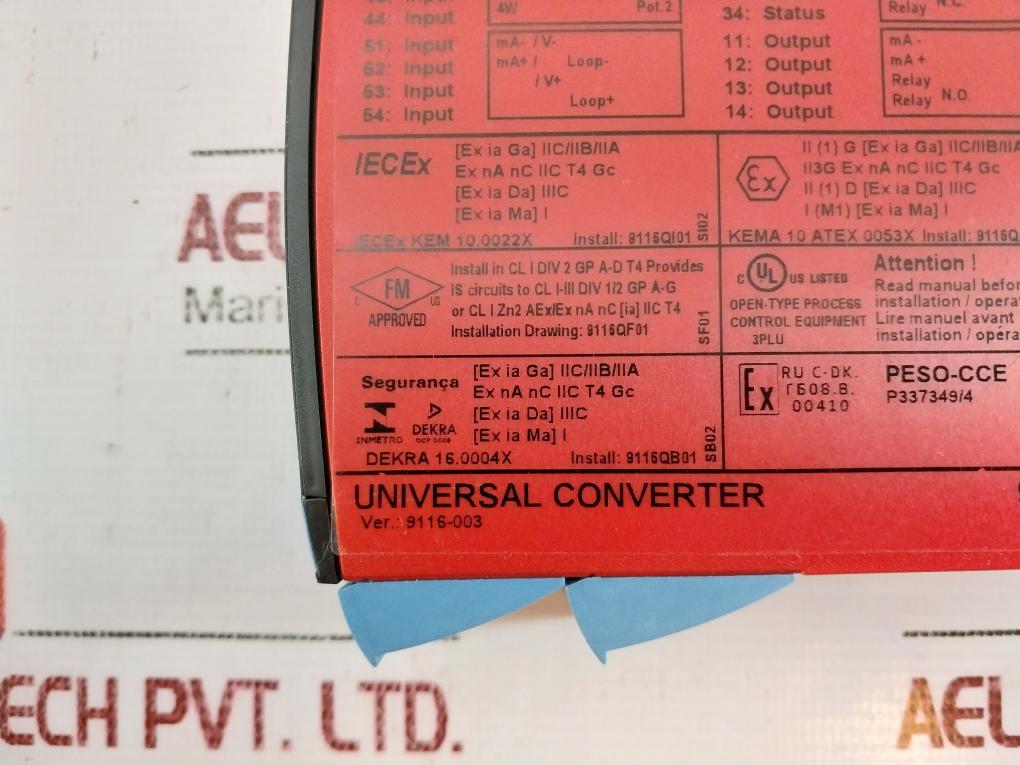 44: Input
4W Pot.2
51: Input
52: Input
53: Input
54: Input
mA- / V-
mA+ / Loop-
/ V+
Loop+
34: Status
Relay N.C.
11: Output
12: Output
13: Output
14: Output
mA -
mA +
Relay
Relay N.O.
IECEx
[Ex ia Ga] IIC/IIB/IIA
Ex nA nC IIC T4 Gc
[Ex ia Da] IIIC
[Ex ia Ma] I
IECEx KEM 10.0022X Install: 9116QI01
SI02
Ex
II (1) G [Ex ia Ga] IIC/IIB/IIA
II3G Ex nA nC IIC T4 Gc
II (1) D [Ex ia Da] IIIC
I (M1) [Ex ia Ma] I
KEMA 10 ATEX 0053X Install: 9116Q
C FM US
APPROVED
Install in CL I DIV 2 GP A-D T4 Provides
IS circuits to CL I-III DIV 1/2 GP A-G
or CL I Zn2 AEx/Ex nA nC [ia] IIC T4
Installation Drawing: 9116QF01
SF01
C UL US LISTED
OPEN-TYPE PROCESS
CONTROL EQUIPMENT
3PLU
Attention !
Read manual befor
installation / opera
Lire manuel avant
installation / opéra
Segurança
INMETRO
DEKRA
OCP 0006
[Ex ia Ga] IIC/IIB/IIA
Ex nA nC IIC T4 Gc
[Ex ia Da] IIIC
[Ex ia Ma] I
DEKRA 16.0004X Install: 9116QB01
SB02
Ex
RU C-DK.
ГБ08.В.
00410
PESO-CCE
P337349/4
UNIVERSAL CONVERTER
Ver.: 9116-003
AEL
Mari
ECH PVT. LTD.
AEL